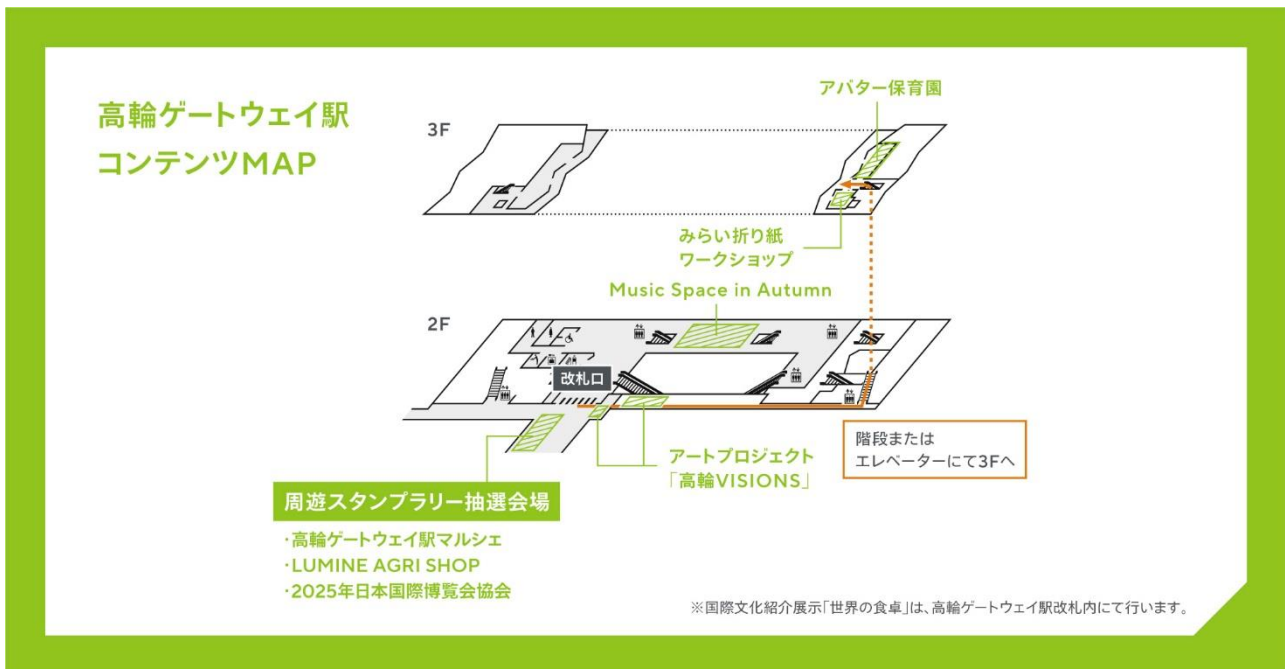 高輪ゲートウェイ駅
コンテンツMAP
アバター保育園
3F
みらい折り紙
ワークショップ
Music Space in Autumn
2F
改札口
階段または
エレベーターにて3Fへ
アートプロジェクト
「高輪VISIONS」
周遊スタンプラリー抽選会場
・高輪ゲートウェイ駅マルシェ
・LUMINE AGRI SHOP
・2025年日本国際博覧会協会
※国際文化紹介展示「世界の食卓」は、高輪ゲートウェイ駅改札内にて行います。